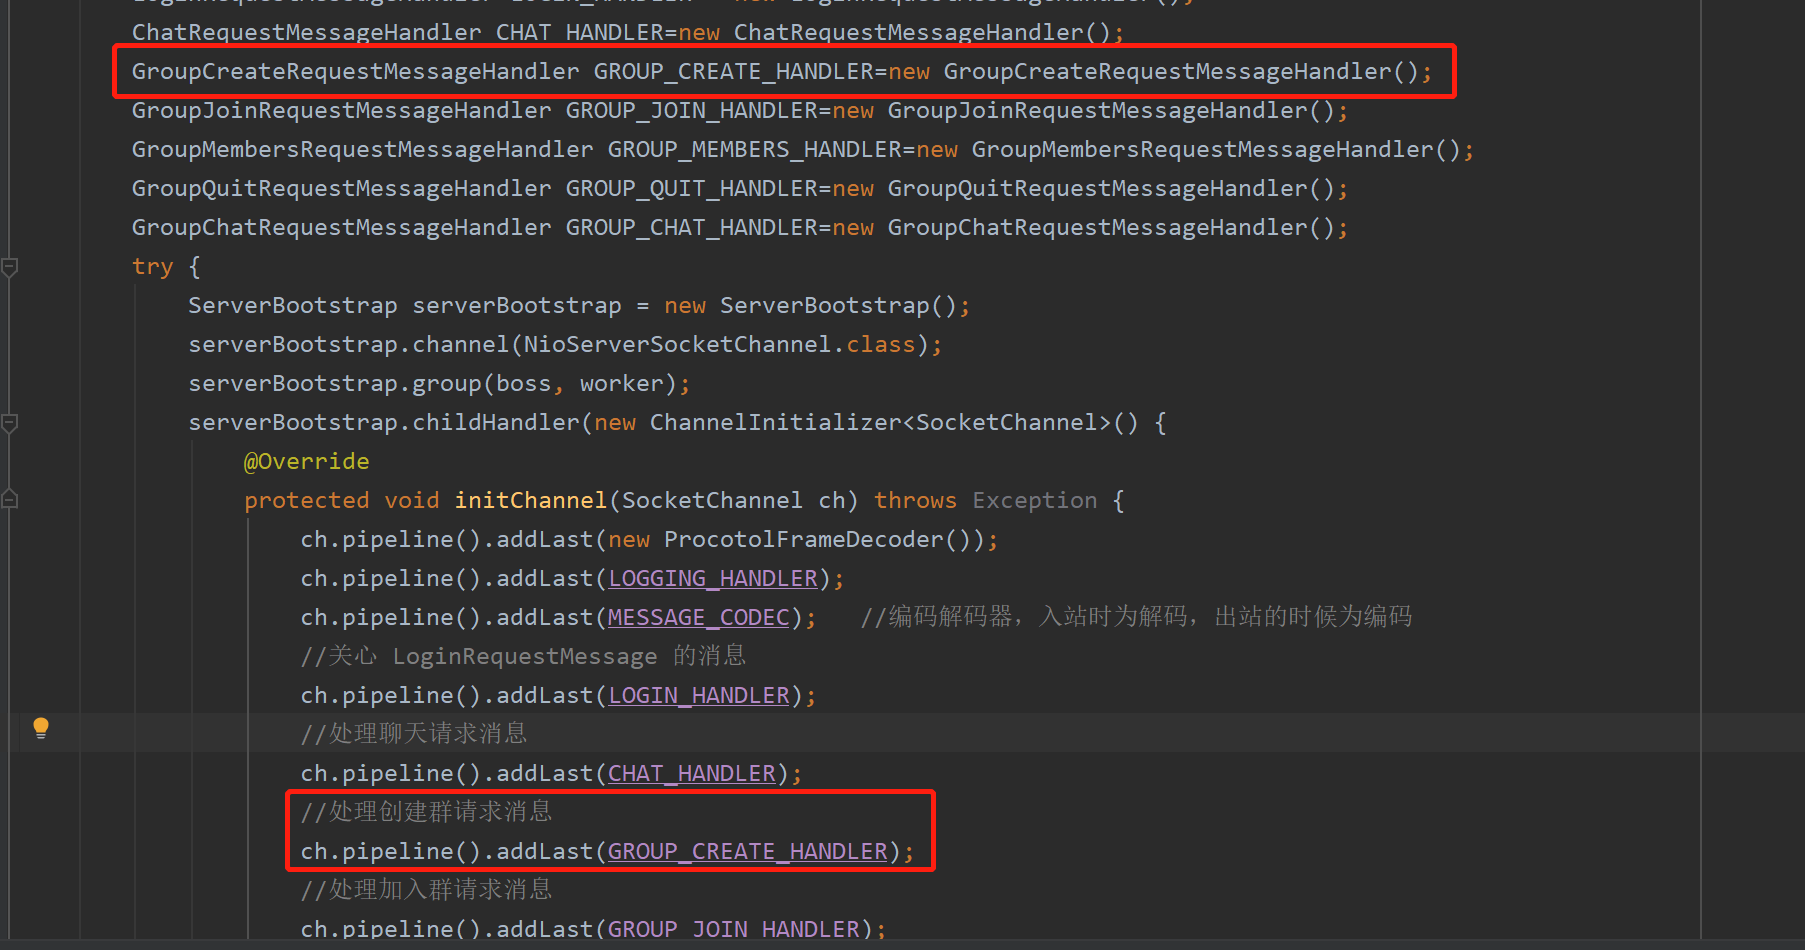 LoginRequestMessageHandler LOGIN_HANDLER = new LoginRequestMessageHandler();
ChatRequestMessageHandler CHAT_HANDLER=new ChatRequestMessageHandler();
GroupCreateRequestMessageHandler GROUP_CREATE_HANDLER=new GroupCreateRequestMessageHandler();
GroupJoinRequestMessageHandler GROUP_JOIN_HANDLER=new GroupJoinRequestMessageHandler();
GroupMembersRequestMessageHandler GROUP_MEMBERS_HANDLER=new GroupMembersRequestMessageHandler();
GroupQuitRequestMessageHandler GROUP_QUIT_HANDLER=new GroupQuitRequestMessageHandler();
GroupChatRequestMessageHandler GROUP_CHAT_HANDLER=new GroupChatRequestMessageHandler();
try {
ServerBootstrap serverBootstrap = new ServerBootstrap();
serverBootstrap.channel(NioServerSocketChannel.class);
serverBootstrap.group(boss, worker);
serverBootstrap.childHandler(new ChannelInitializer<SocketChannel>() {
@Override
protected void initChannel(SocketChannel ch) throws Exception {
ch.pipeline().addLast(new ProcotolFrameDecoder());
ch.pipeline().addLast(LOGGING_HANDLER);
ch.pipeline().addLast(MESSAGE_CODEC); //编码解码器，入站时为解码，出站的时候为编码
//关心 LoginRequestMessage 的消息
ch.pipeline().addLast(LOGIN_HANDLER);
//处理聊天请求消息
ch.pipeline().addLast(CHAT_HANDLER);
//处理创建群请求消息
ch.pipeline().addLast(GROUP_CREATE_HANDLER);
//处理加入群请求消息
ch.pipeline().addLast(GROUP_JOIN_HANDLER);